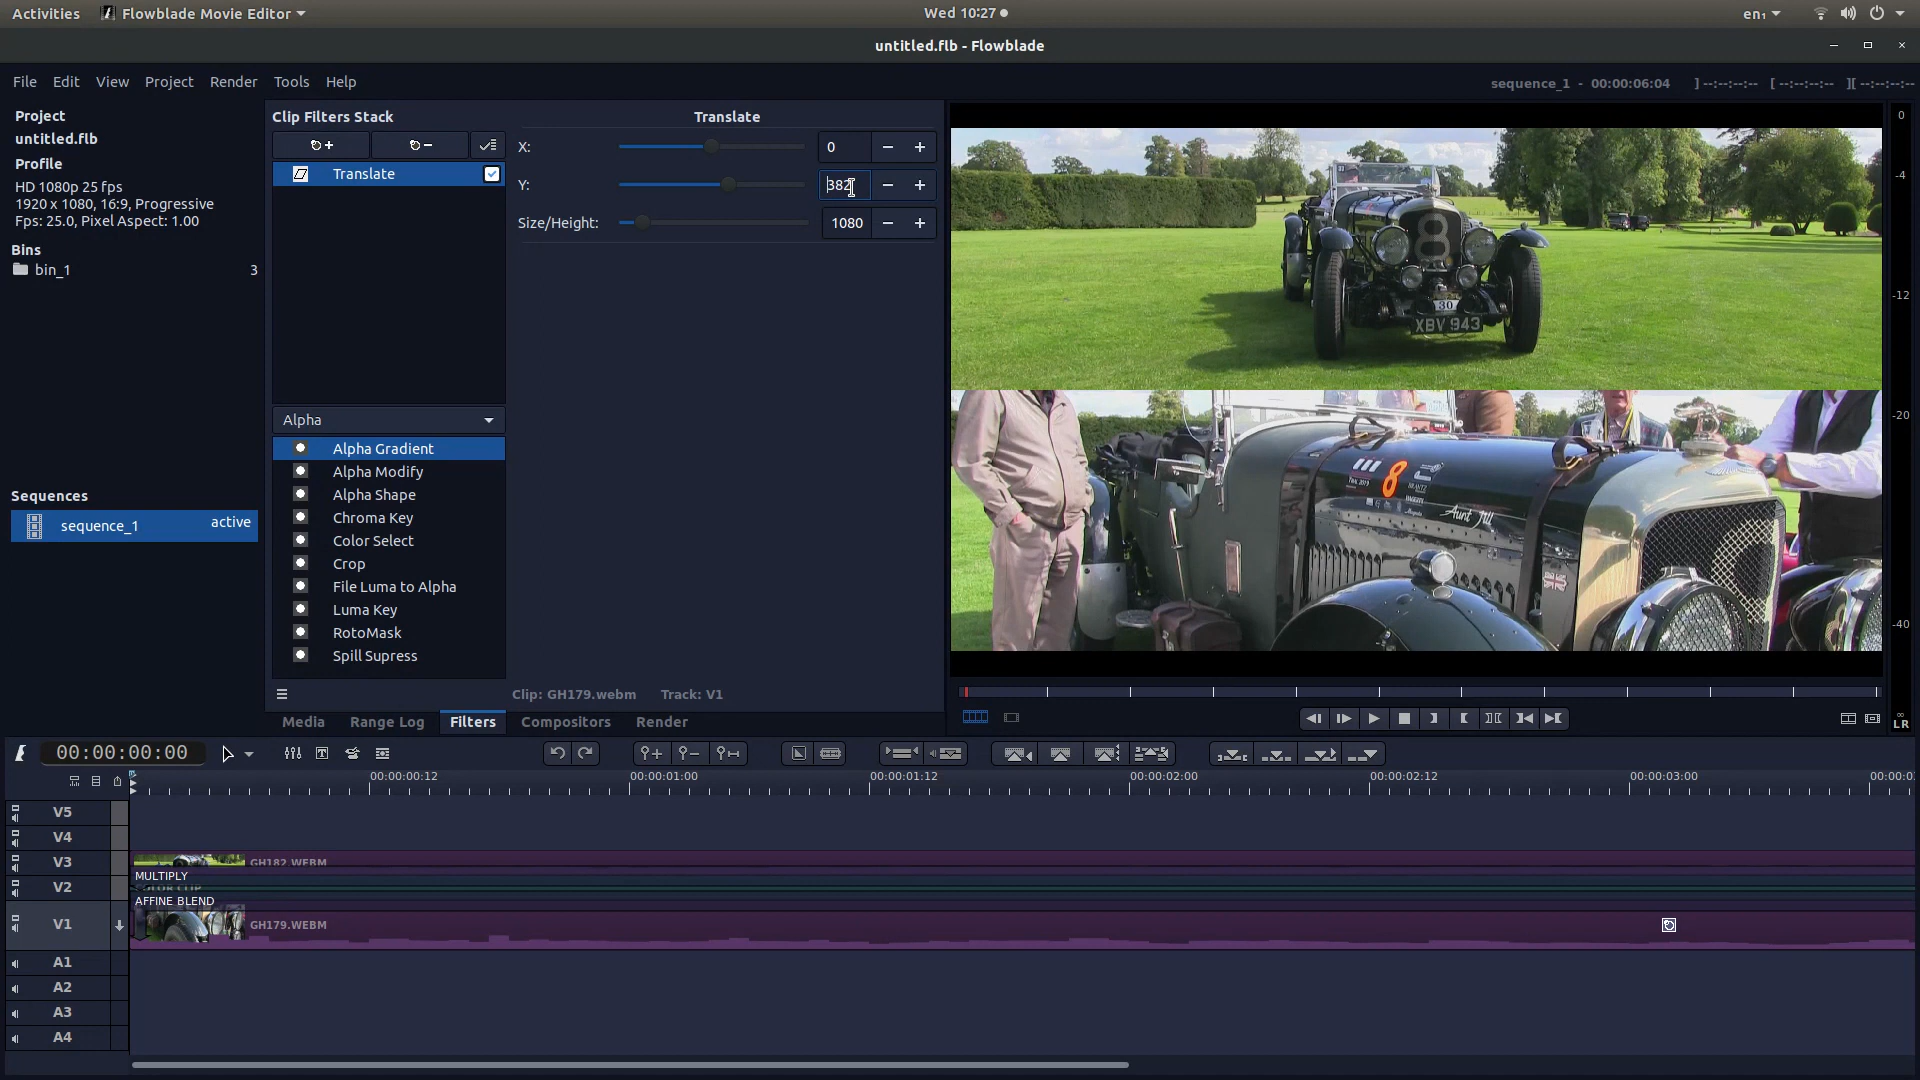 Activities
Flowblade Movie Editor
Wed 10:27
en₁
untitled.flb - Flowblade
File Edit View Project Render Tools Help
sequence_1 - 00:00:06:04 ] --:--:--:-- [ --:--:--:-- ][ --:--:--:--
Project
untitled.flb
Profile
HD 1080p 25 fps
1920 x 1080, 16:9, Progressive
Fps: 25.0, Pixel Aspect: 1.00
Bins
bin_1 3
Sequences
sequence_1 active
Clip Filters Stack
Translate
Alpha
Alpha Gradient
Alpha Modify
Alpha Shape
Chroma Key
Color Select
Crop
File Luma to Alpha
Luma Key
RotoMask
Spill Supress
Translate
X: 0
Y: 382
Size/Height: 1080
Clip: GH179.webm Track: V1
Media Range Log Filters Compositors Render
8
30
XBV 943
8
Aunt Jill
0
-4
-12
-20
-40
∞
LR
00:00:00:00
00:00:00:12 00:00:01:00 00:00:01:12 00:00:02:00 00:00:02:12 00:00:03:00
V5
V4
V3 GH182.WEBM
MULTIPLY
V2
AFFINE BLEND
V1 GH179.WEBM
A1
A2
A3
A4